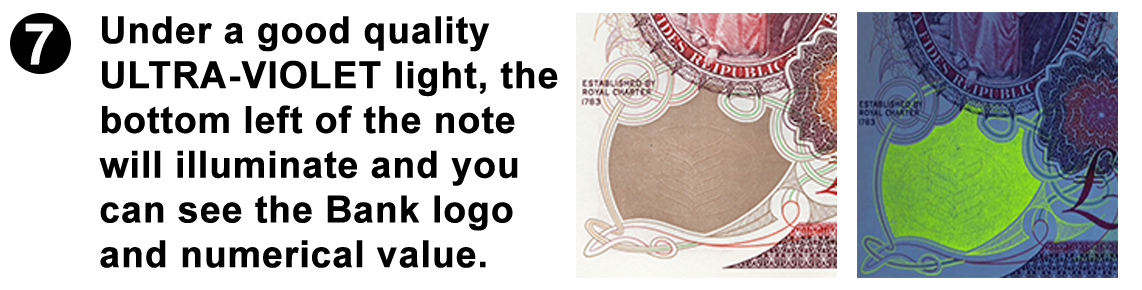 7
Under a good quality
ULTRA-VIOLET light, the
bottom left of the note
will illuminate and you
can see the Bank logo
and numerical value.
ESTABLISHED BY
ROYAL CHARTER
1783
ESTABLISHED BY
ROYAL CHARTER
1783